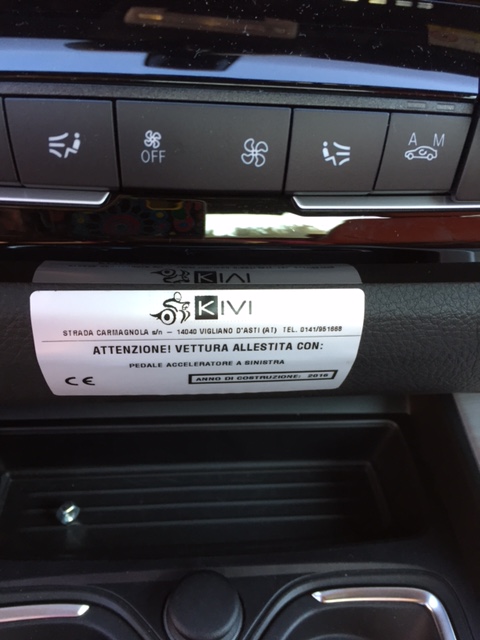 A M
OFF
KIVI
STRADA CARMAGNOLA s/n - 14040 VIGLIANO D'ASTI (AT) TEL. 0141/951668
ATTENZIONE! VETTURA ALLESTITA CON:
PEDALE ACCELERATORE A SINISTRA
CE ANNO DI COSTRUZIONE: 2016